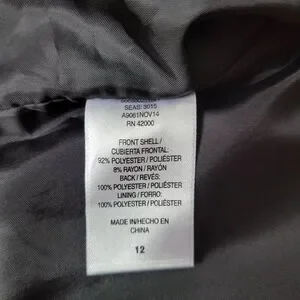 SEAS: 3015
A9061NOV14
RN 42000
FRONT SHELL /
CUBIERTA FRONTAL:
92% POLYESTER / POLIÉSTER
8% RAYON / RAYÓN
BACK / REVÉS:
100% POLYESTER / POLIÉSTER
LINING / FORRO:
100% POLYESTER / POLIÉSTER
MADE IN/HECHO EN
CHINA
12